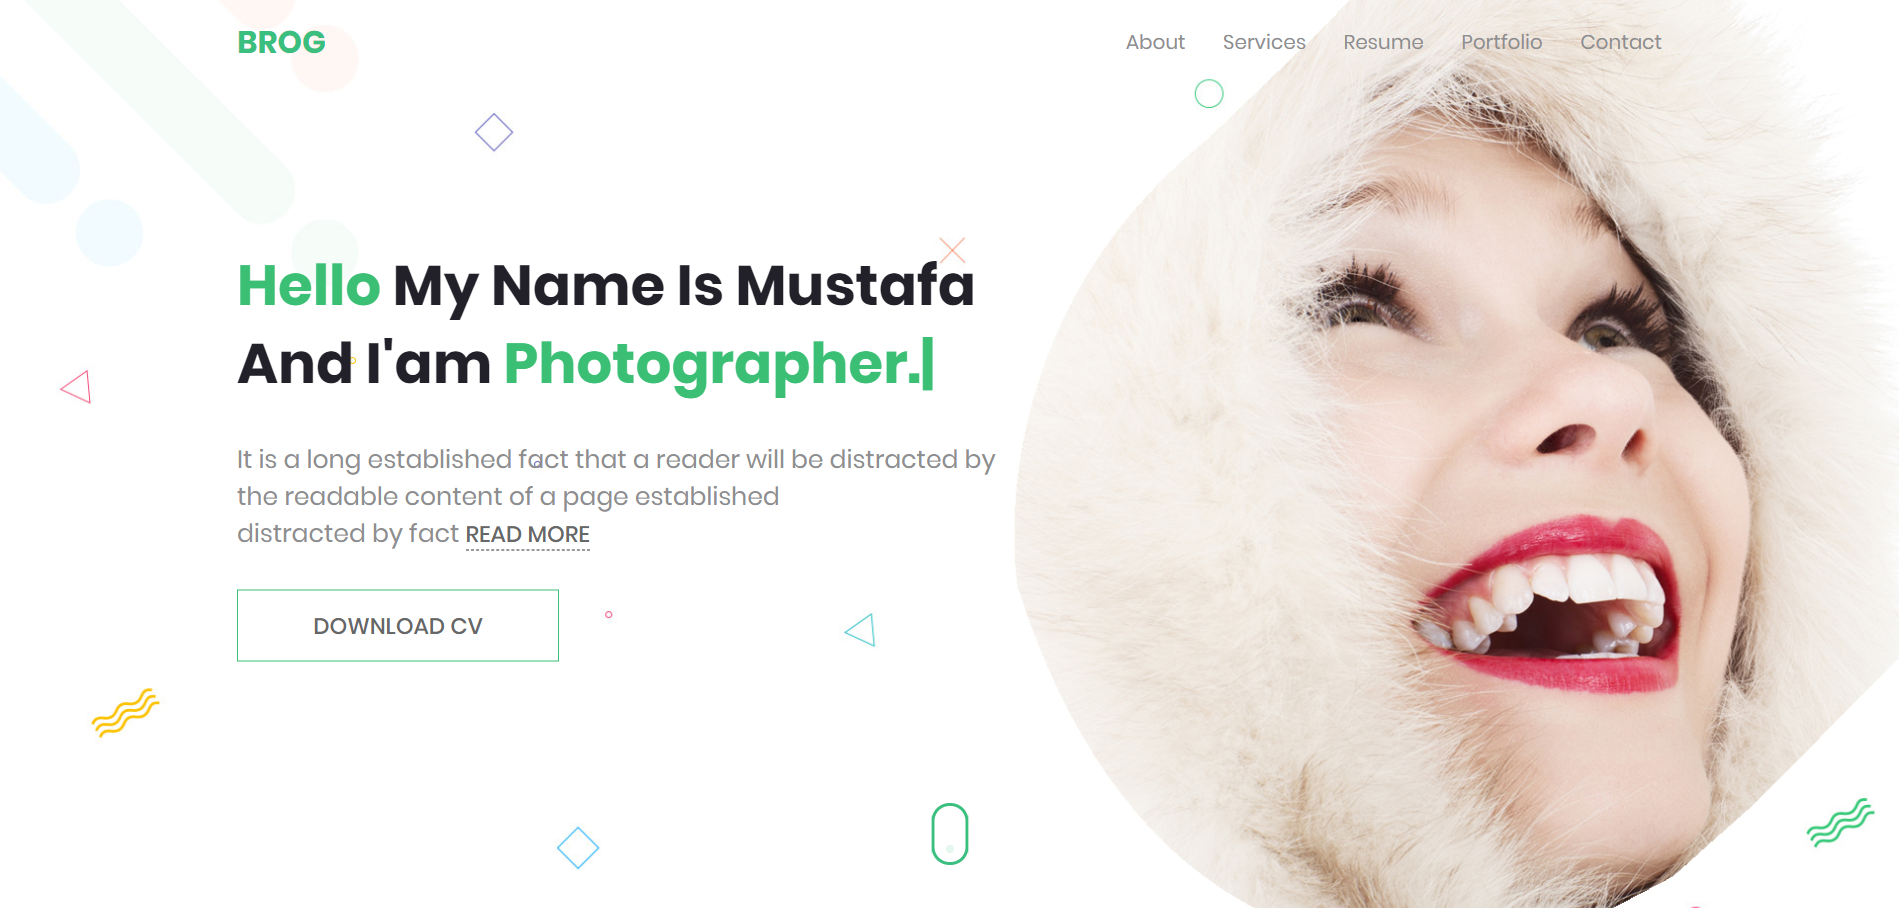 BROG
About Services Resume Portfolio Contact
Hello My Name Is Mustafa
And I'am Photographer.|
It is a long established fact that a reader will be distracted by
the readable content of a page established
distracted by fact READ MORE
DOWNLOAD CV